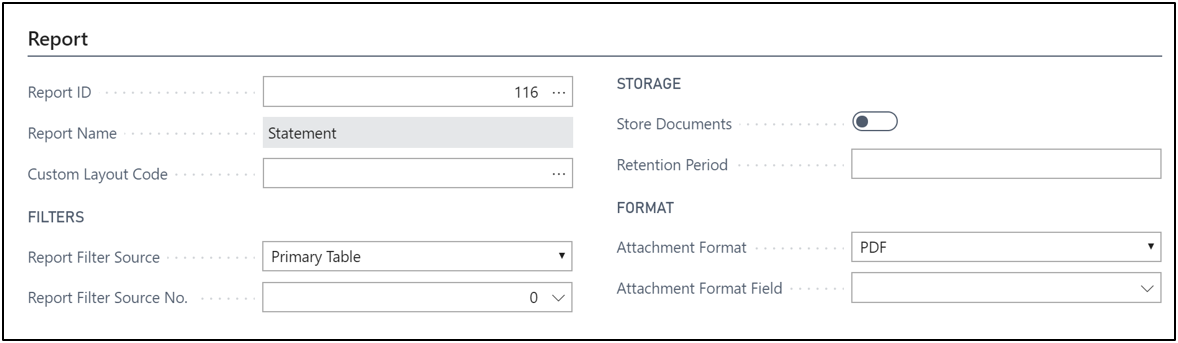 Report
Report ID 116 ...
Report Name Statement
Custom Layout Code ...
FILTERS
Report Filter Source Primary Table
Report Filter Source No. 0
STORAGE
Store Documents
Retention Period
FORMAT
Attachment Format PDF
Attachment Format Field